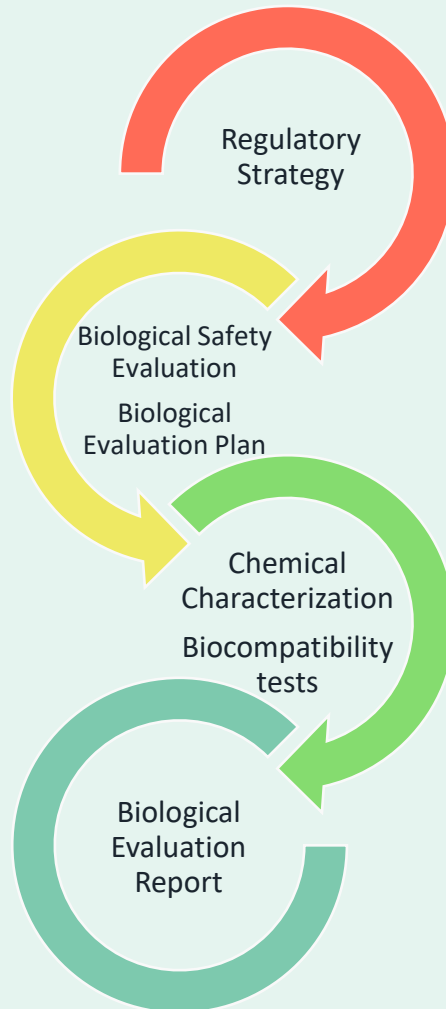 Regulatory
Strategy
Biological Safety
Evaluation
Biological
Evaluation Plan
Chemical
Characterization
Biocompatibility
tests
Biological
Evaluation
Report